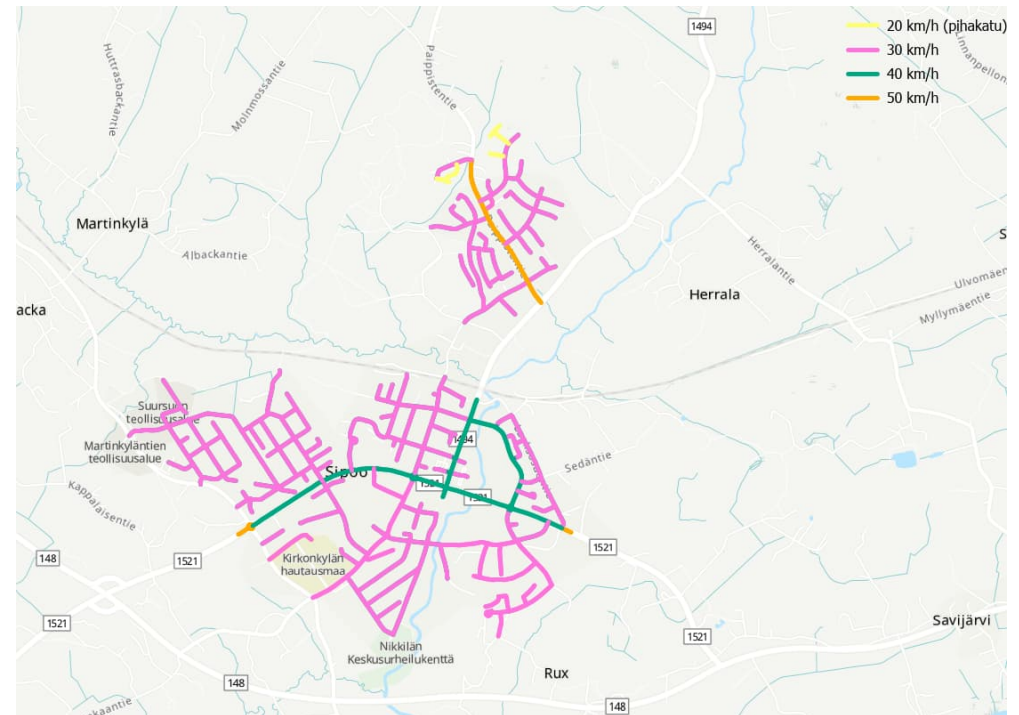 20 km/h (pihakatu)
30 km/h
40 km/h
50 km/h
1494
Huttrasbackantie
Moinmossantie
Paippistentie
Martinkylä
Albackantie
Herralantie
Herrala
Ulvomäen
Myllymäentie
S
acka
Suursuon
teollisuusalue
Martinkyläntien
teollisuusalue
Kappalaisentie
Sipoo
1494
1521
1521
Sedäntie
148
1521
1521
Kirkonkylän
hautausmaa
1521
1521
Savijärvi
Nikkilän
Keskusurheilukenttä
Rux
148
148